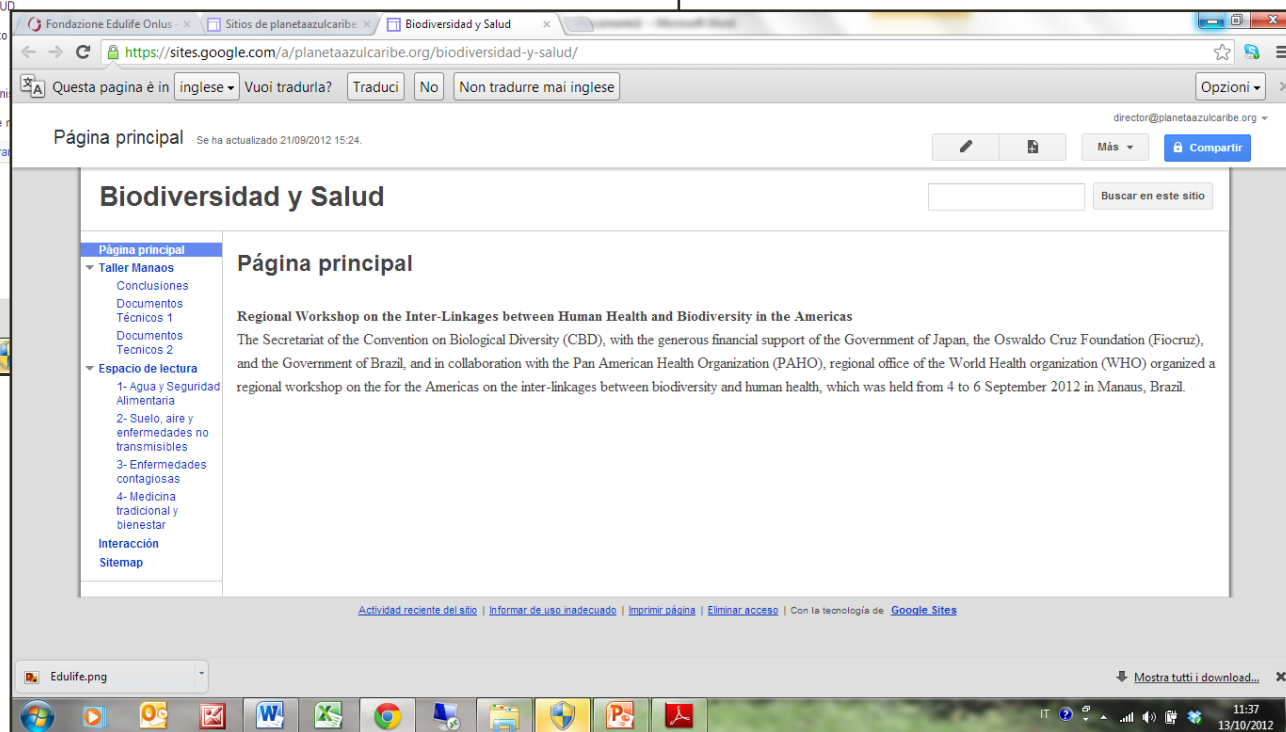 UD
Fondazione Edulife Onlus -
Sitios de planetaazulcaribe.
Biodiversidad y Salud
https://sites.google.com/a/planetaazulcaribe.org/biodiversidad-y-salud/
Questa pagina è in inglese Vuoi tradurla? Traduci No Non tradurre mai inglese Opzioni
director@planetaazulcaribe.org
Página principal Se ha actualizado 21/09/2012 15:24.
Más Compartir
Biodiversidad y Salud
Buscar en este sitio
Página principal
Taller Manaos
Conclusiones
Documentos
Técnicos 1
Documentos
Tecnicos 2
Espacio de lectura
1- Agua y Seguridad
Alimentaria
2- Suelo, aire y
enfermedades no
transmisibles
3- Enfermedades
contagiosas
4- Medicina
tradicional y
bienestar
Interacción
Sitemap
Página principal
Regional Workshop on the Inter-Linkages between Human Health and Biodiversity in the Americas
The Secretariat of the Convention on Biological Diversity (CBD), with the generous financial support of the Government of Japan, the Oswaldo Cruz Foundation (Fiocruz),
and the Government of Brazil, and in collaboration with the Pan American Health Organization (PAHO), regional office of the World Health organization (WHO) organized a
regional workshop on the for the Americas on the inter-linkages between biodiversity and human health, which was held from 4 to 6 September 2012 in Manaus, Brazil.
Actividad reciente del sitio | Informar de uso inadecuado | Imprimir página | Eliminar acceso | Con la tecnología de Google Sites
Edulife.png
Mostra tutti i download...
IT
11:37
13/10/2012